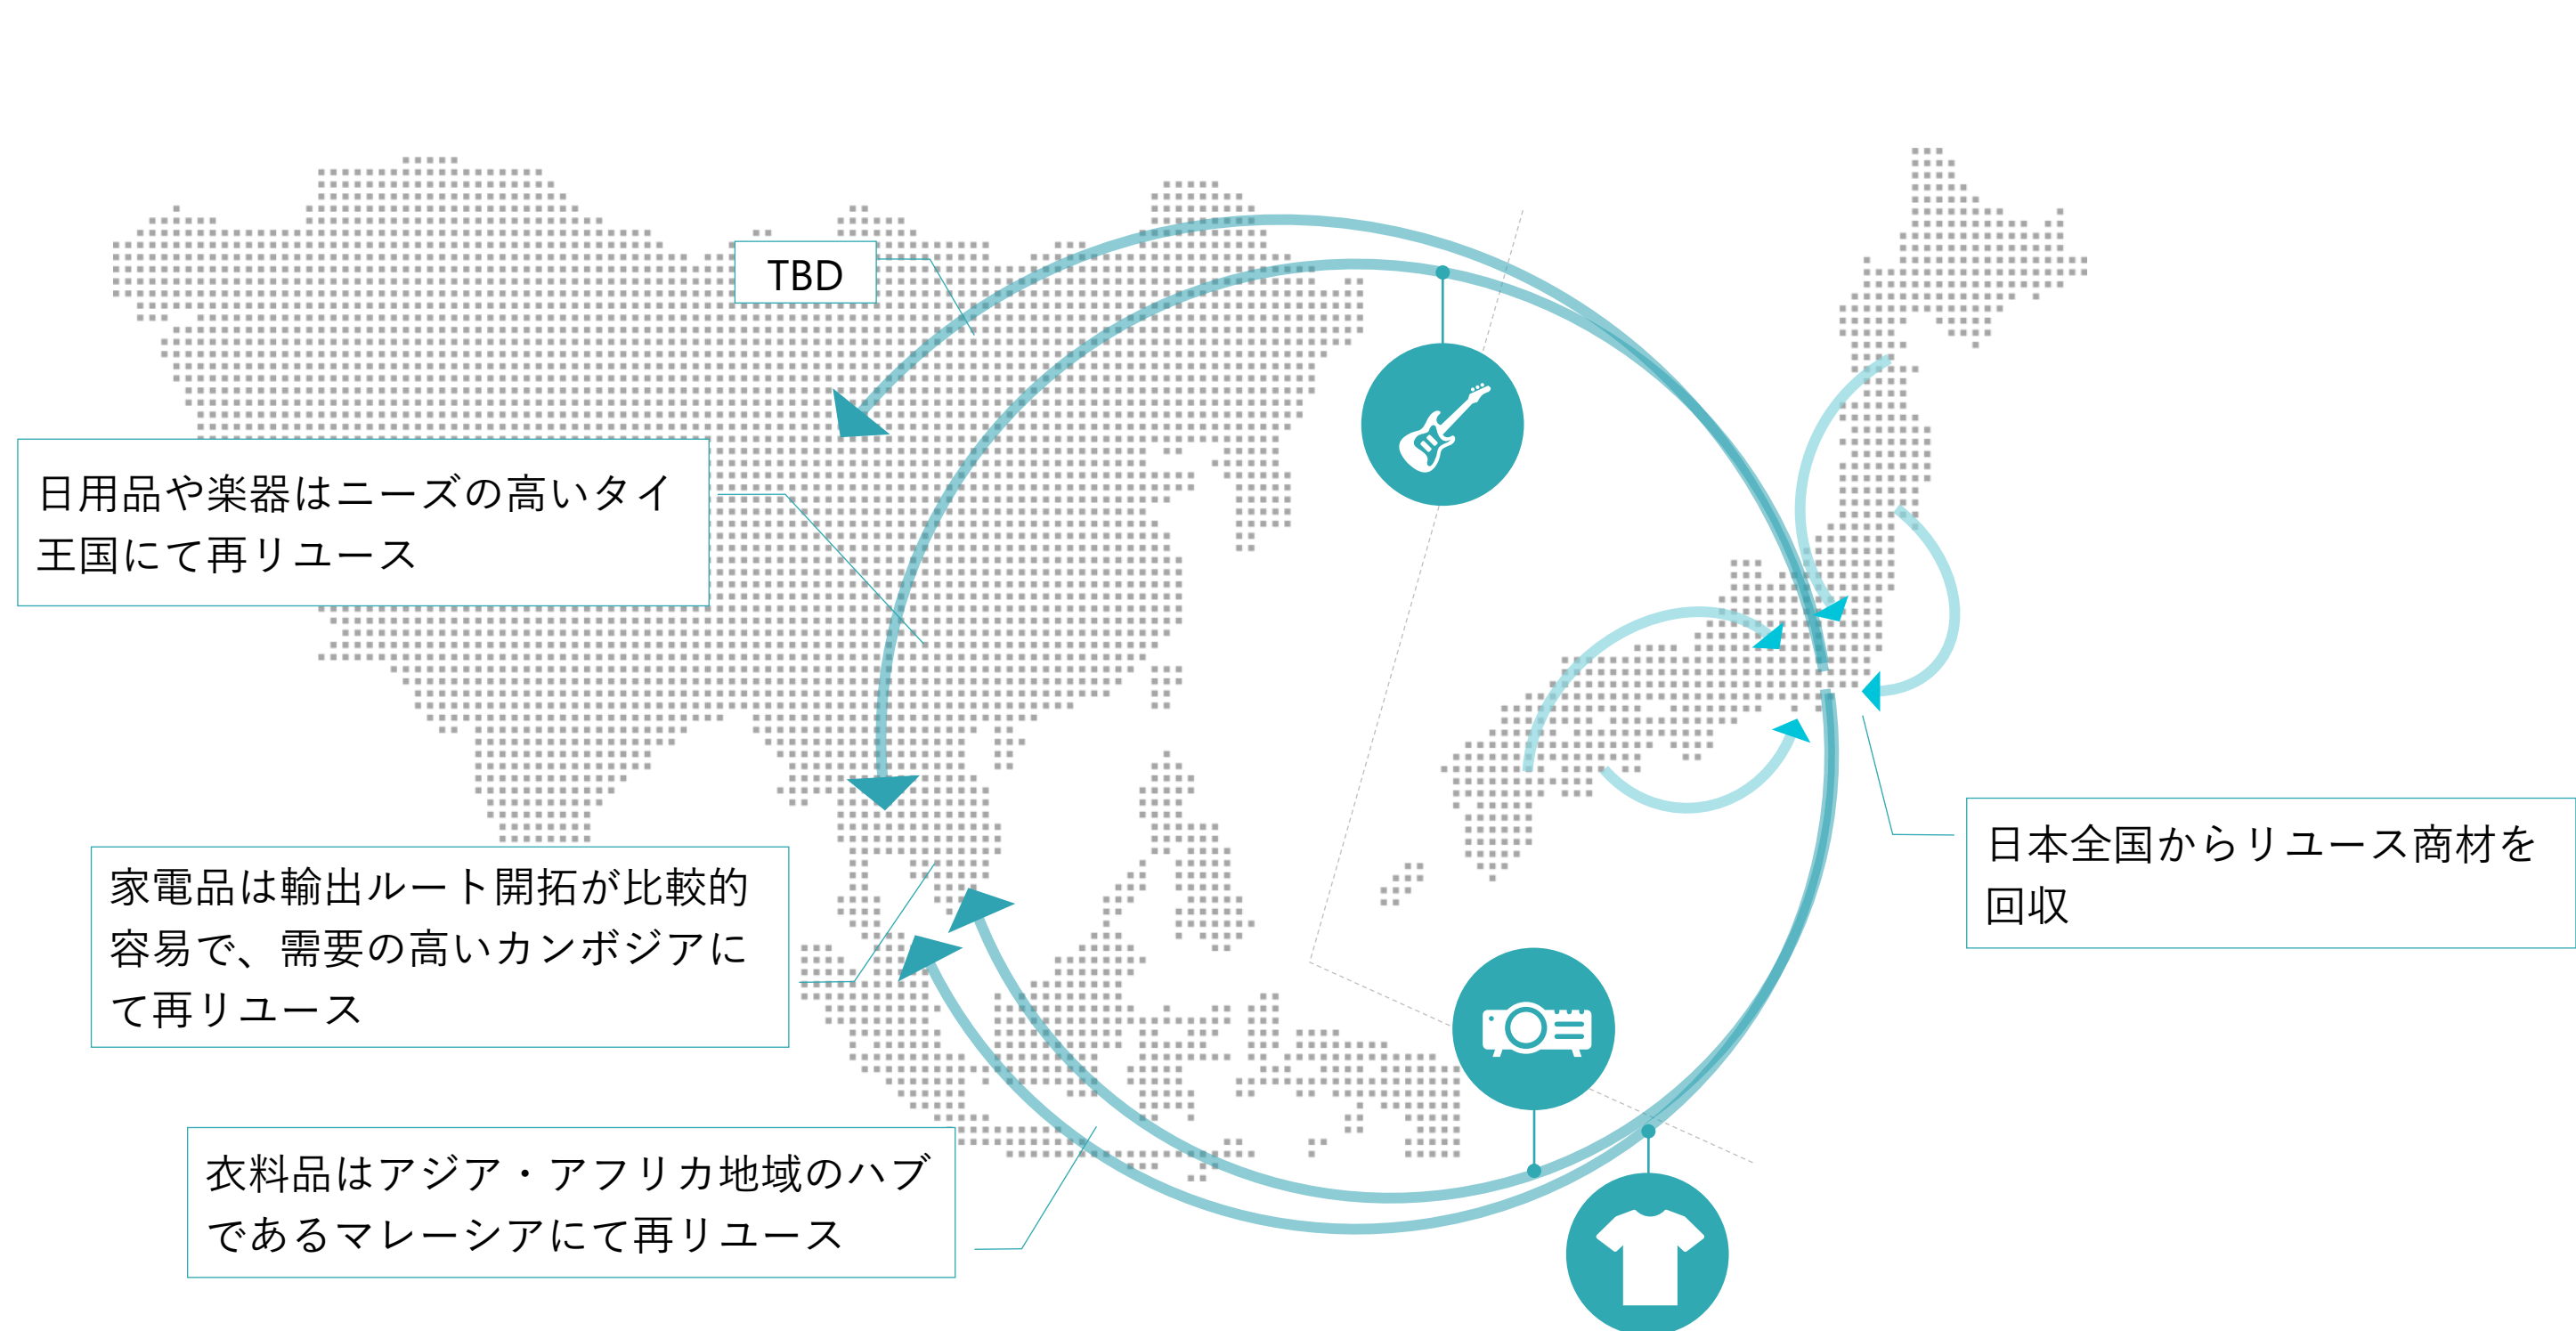 TBD
日用品や楽器はニーズの高いタイ
王国にて再リユース
家電品は輸出ルート開拓が比較的
容易で、需要の高いカンボジアに
て再リユース
日本全国からリユース商材を
回収
衣料品はアジア・アフリカ地域のハブ
であるマレーシアにて再リユース